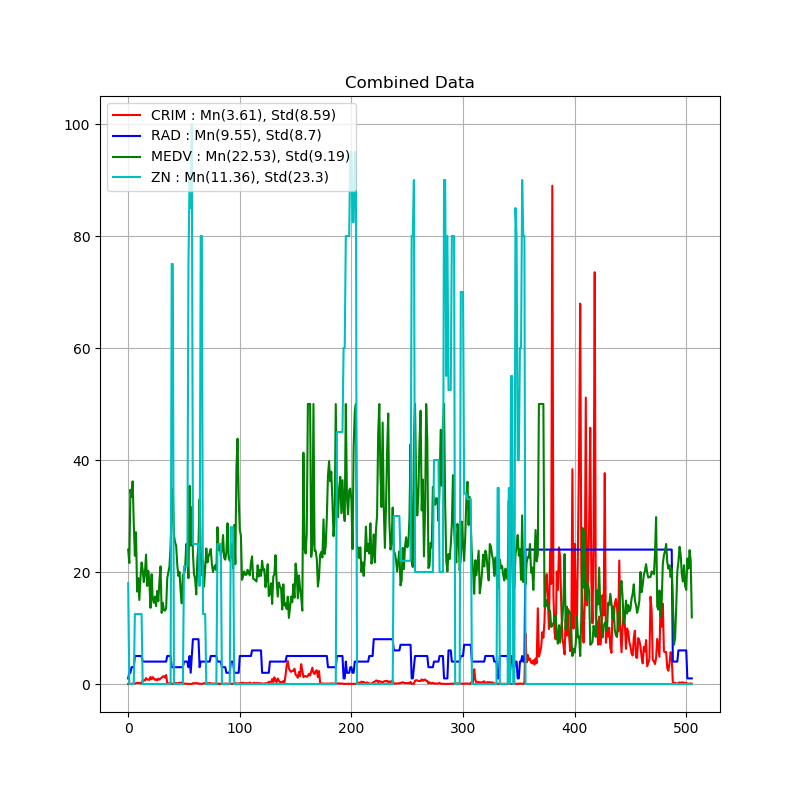 Combined Data
CRIM : Mn(3.61), Std(8.59)
RAD : Mn(9.55), Std(8.7)
MEDV : Mn(22.53), Std(9.19)
ZN : Mn(11.36), Std(23.3)
100
80
60
40
20
0
0 100 200 300 400 500